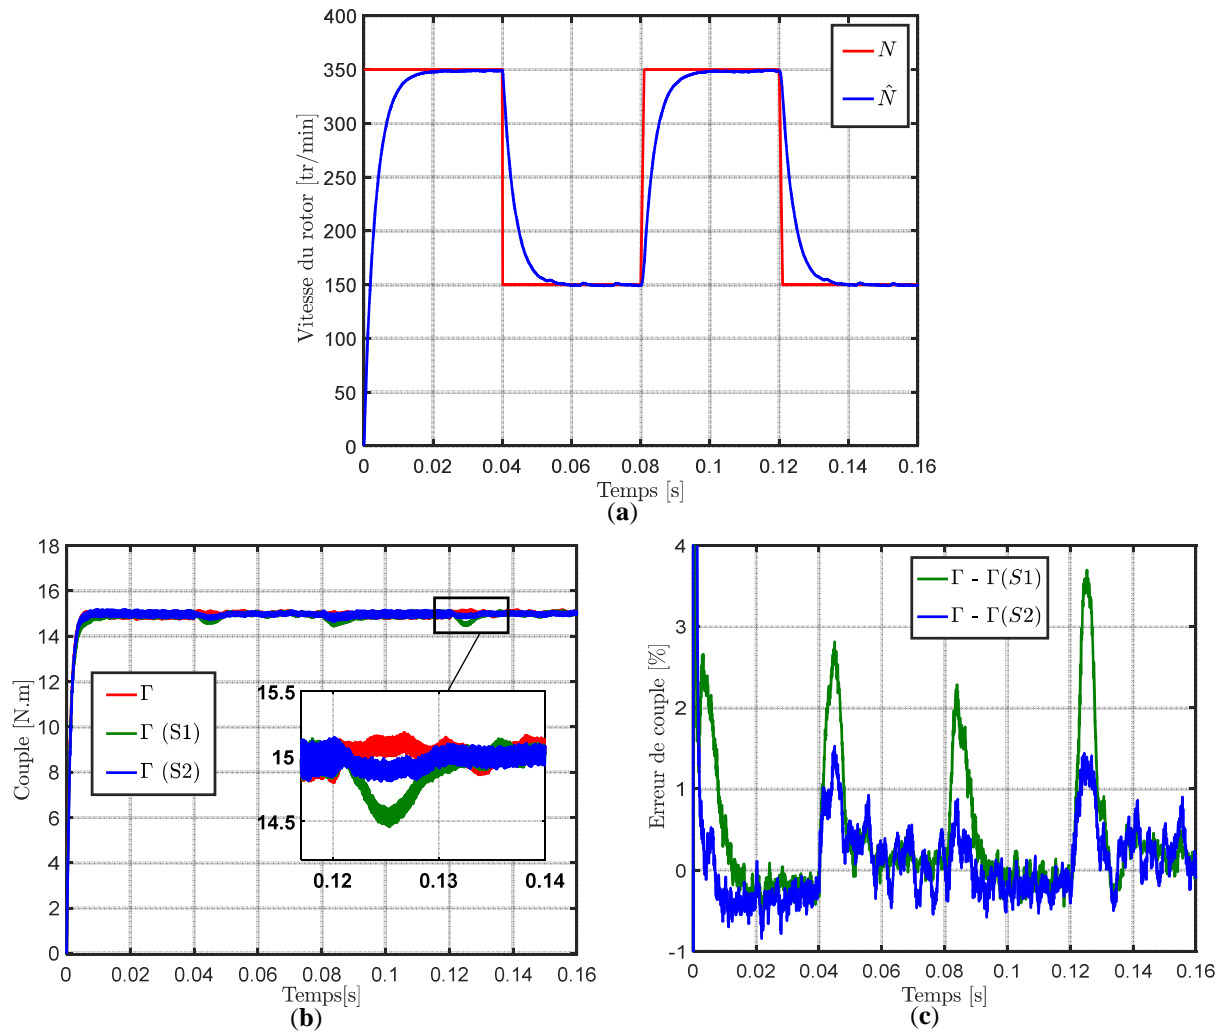 400
350
300
250
200
150
100
50
0
Vitesse du rotor [tr/min]
N
N̂
0 0.02 0.04 0.06 0.08 0.1 0.12 0.14 0.16
Temps [s]
(a)
18
16
14
12
10
8
6
4
2
0
Couple [N.m]
Γ
Γ (S1)
Γ (S2)
15.5
15
14.5
0.12 0.13 0.14
0 0.02 0.04 0.06 0.08 0.1 0.12 0.14 0.16
Temps[s]
(b)
4
3
2
1
0
-1
Erreur de couple [%]
Γ - Γ(S1)
Γ - Γ(S2)
0 0.02 0.04 0.06 0.08 0.1 0.12 0.14 0.16
Temps [s]
(c)